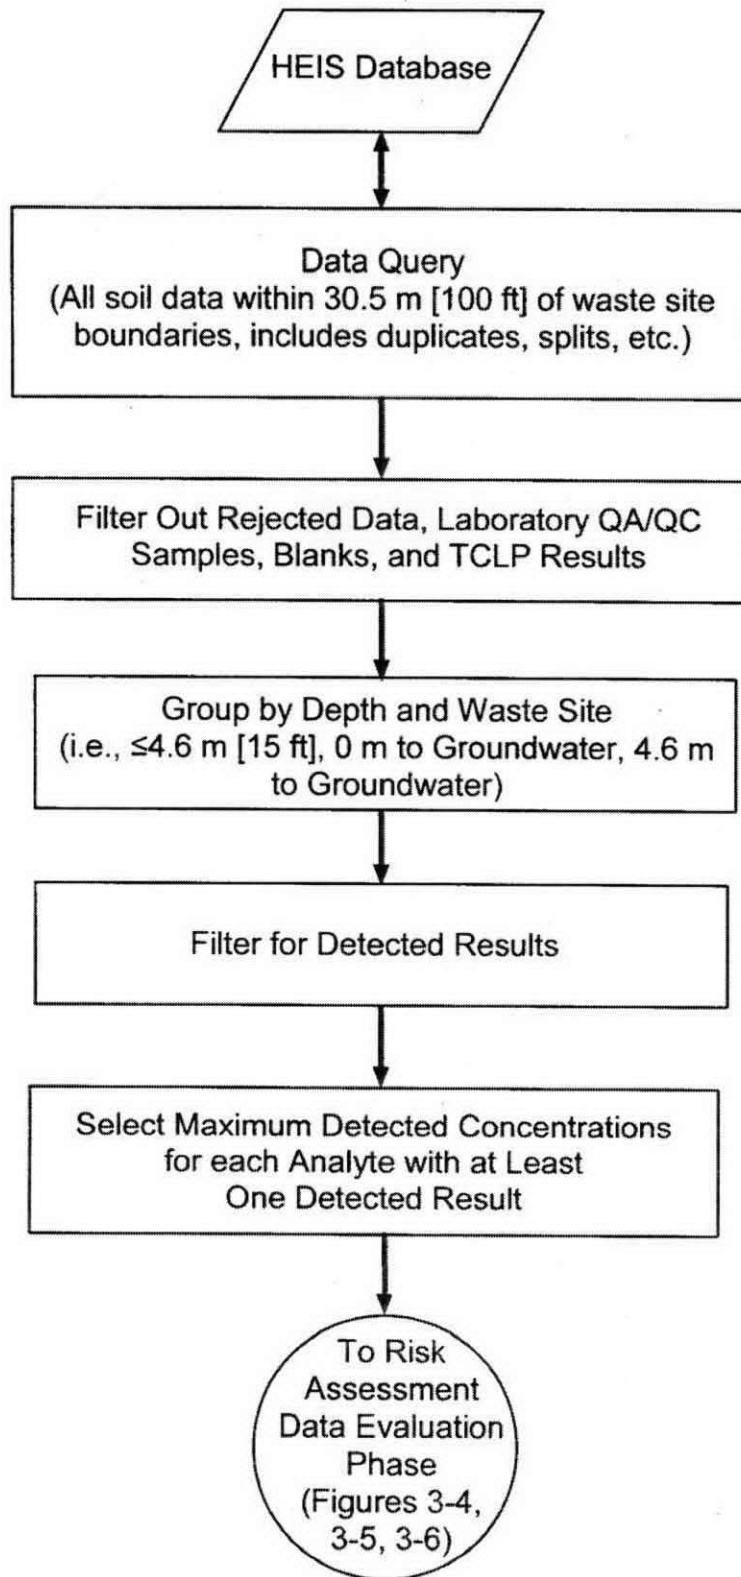 HEIS Database
Data Query
(All soil data within 30.5 m [100 ft] of waste site
boundaries, includes duplicates, splits, etc.)
Filter Out Rejected Data, Laboratory QA/QC
Samples, Blanks, and TCLP Results
Group by Depth and Waste Site
(i.e., ≤4.6 m [15 ft], 0 m to Groundwater, 4.6 m
to Groundwater)
Filter for Detected Results
Select Maximum Detected Concentrations
for each Analyte with at Least
One Detected Result
To Risk
Assessment
Data Evaluation
Phase
(Figures 3-4,
3-5, 3-6)